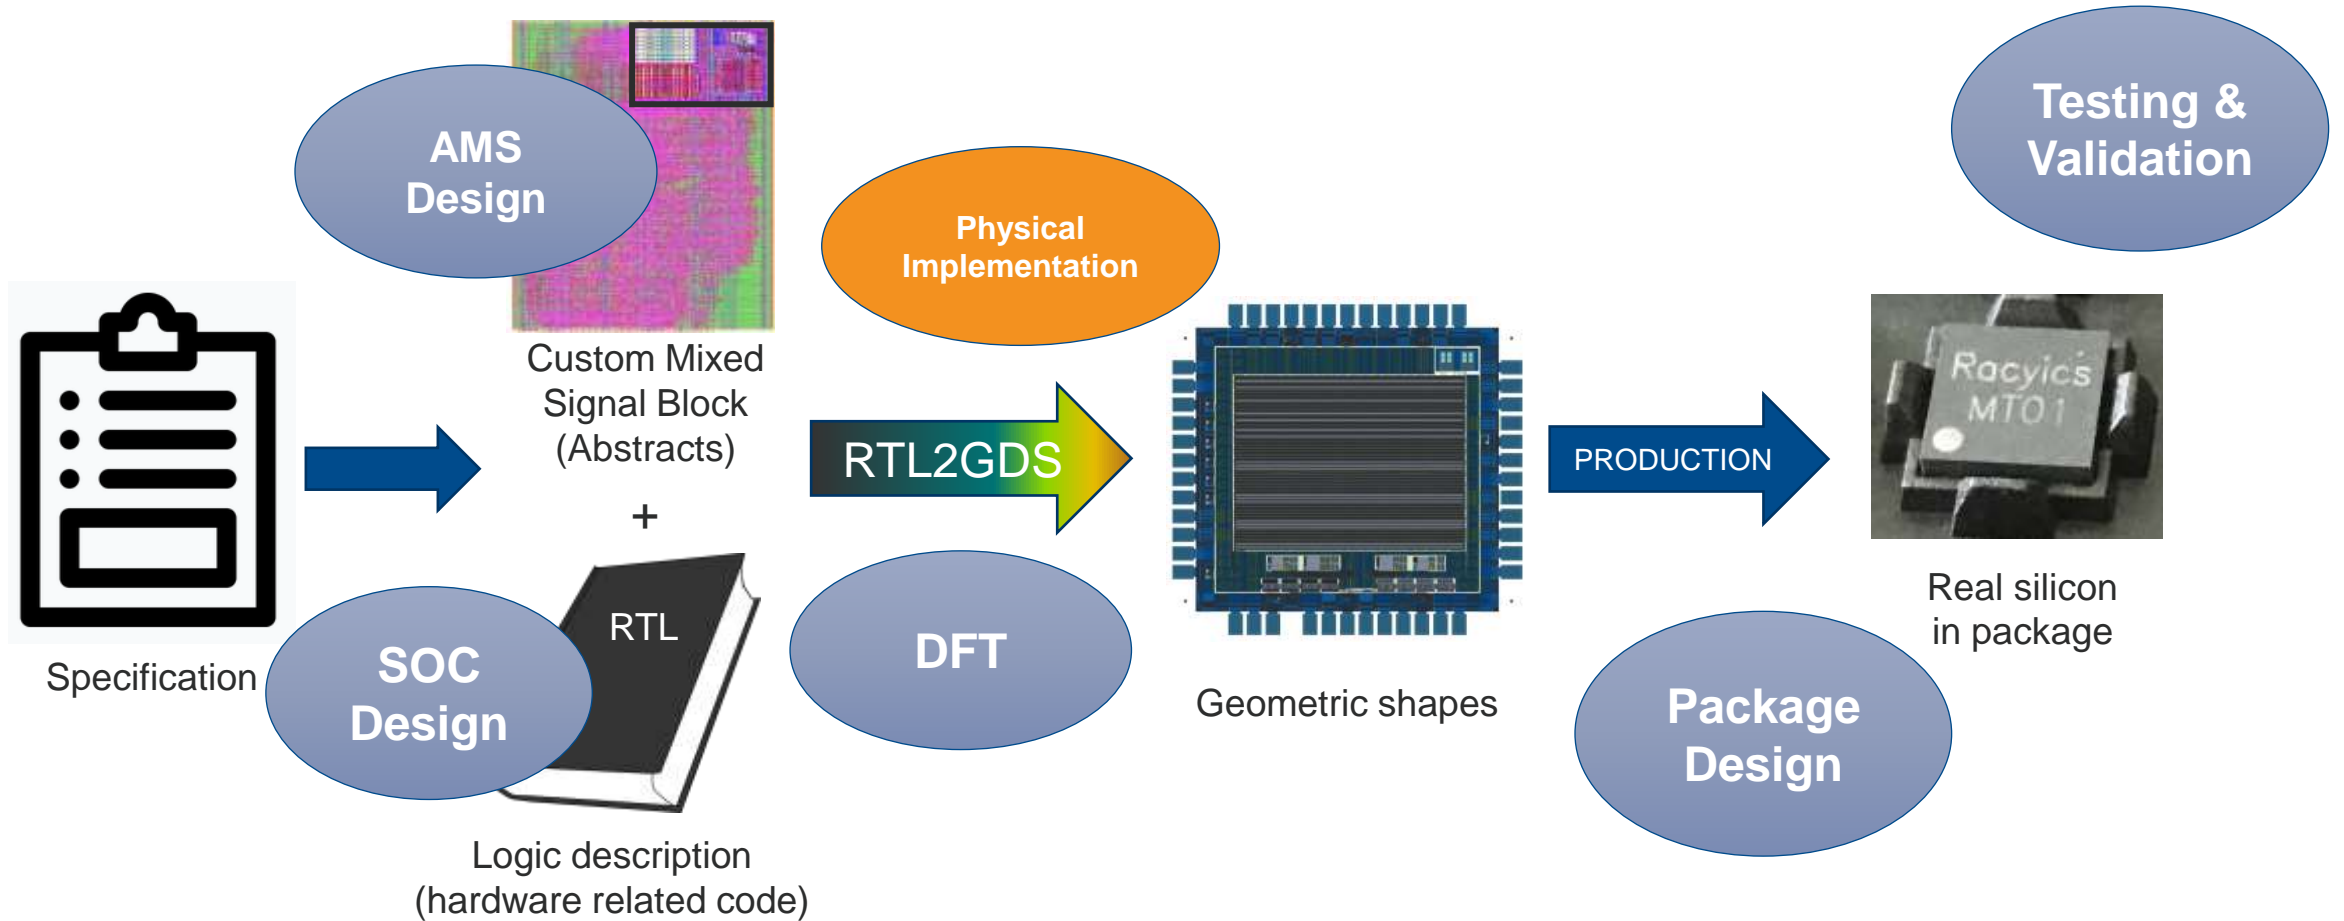 AMS
Design
Custom Mixed
Signal Block
(Abstracts)
+
Specification
SOC
Design
RTL
Logic description
(hardware related code)
Physical
Implementation
RTL2GDS
DFT
Geometric shapes
PRODUCTION
Package
Design
Testing &
Validation
Racyics
MT01
Real silicon
in package